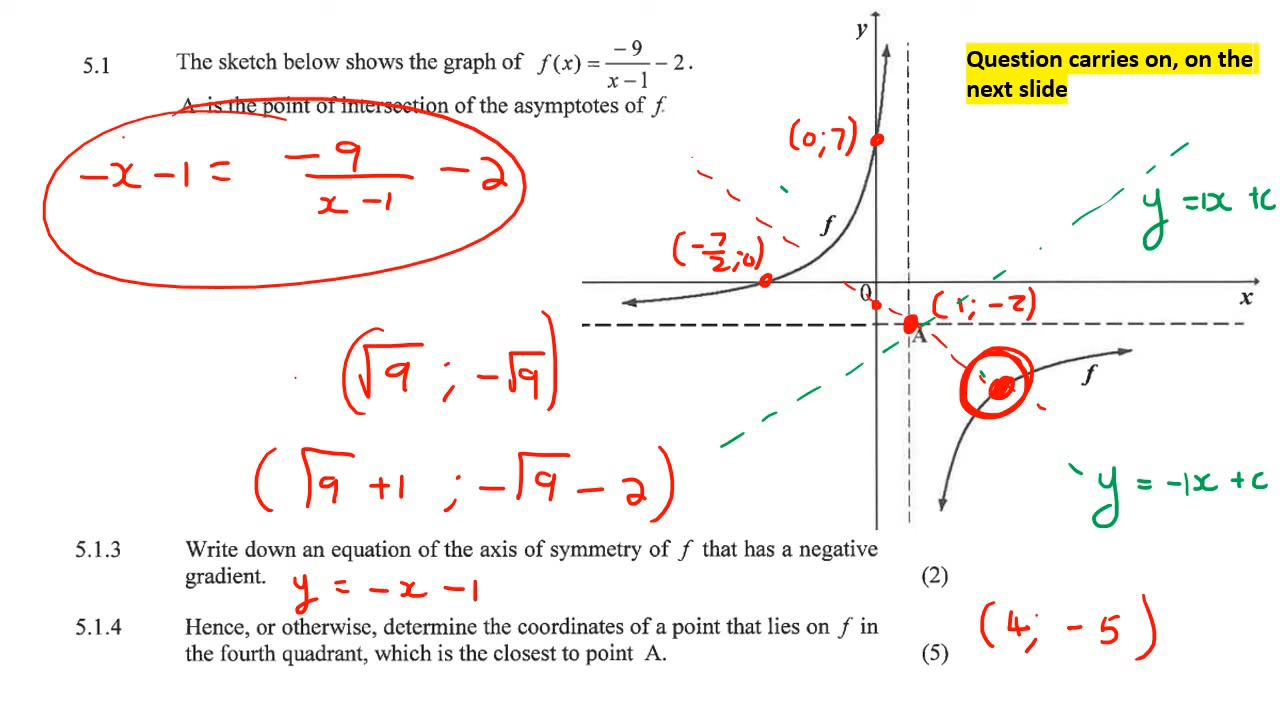 5.1 The sketch below shows the graph of f(x) = -9/(x-1) - 2.
A is the point of intersection of the asymptotes of f.
Question carries on, on the
next slide
-x -1 = -9/(x -1) -2
y
(0;7)
y = 1x + c
f
(-7/2;0)
O
x
(1; -2)
A
f
(√9 ; -√9)
(√9 +1 ; -√9 - 2)
y = -1x + c
5.1.3 Write down an equation of the axis of symmetry of f that has a negative
gradient. y = -x -1 (2)
5.1.4 Hence, or otherwise, determine the coordinates of a point that lies on f in
the fourth quadrant, which is the closest to point A. (5)
(4; -5)